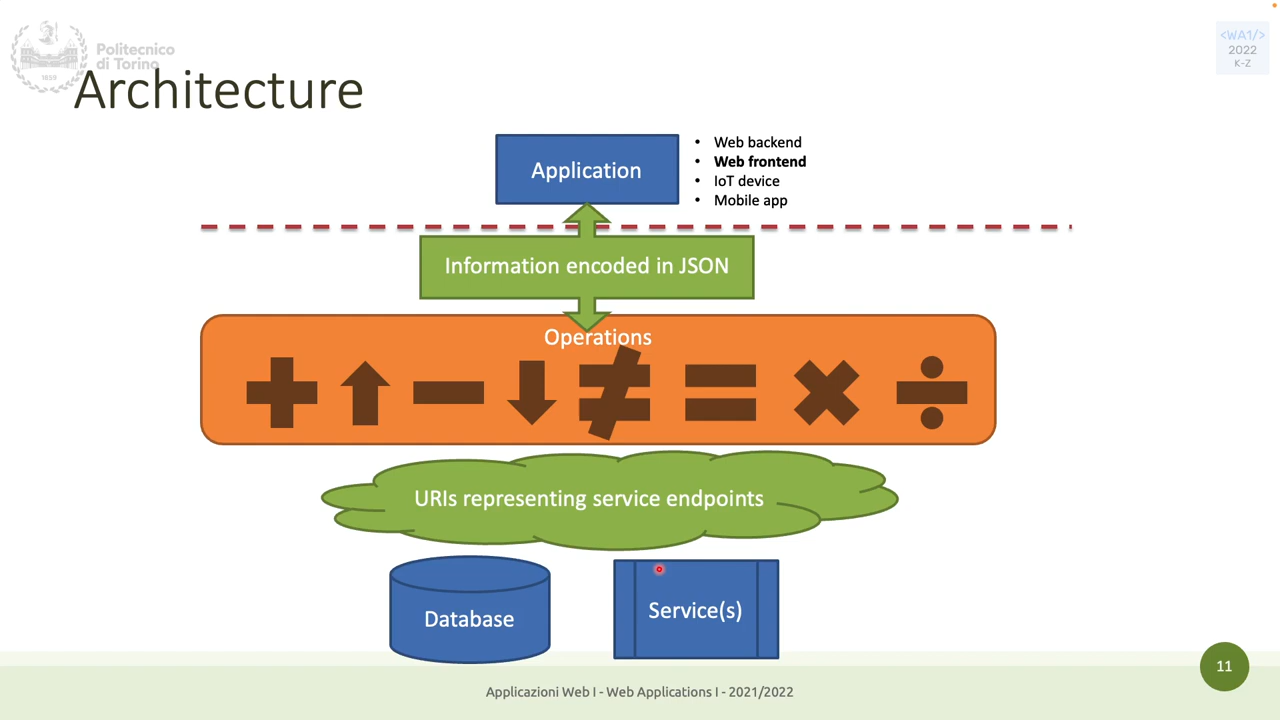 Politecnico
di Torino
1859
<WA1/>
2022
K-Z
Architecture
Application
• Web backend
• Web frontend
• IoT device
• Mobile app
Information encoded in JSON
Operations
URIs representing service endpoints
Database
Service(s)
11
Applicazioni Web I - Web Applications I - 2021/2022